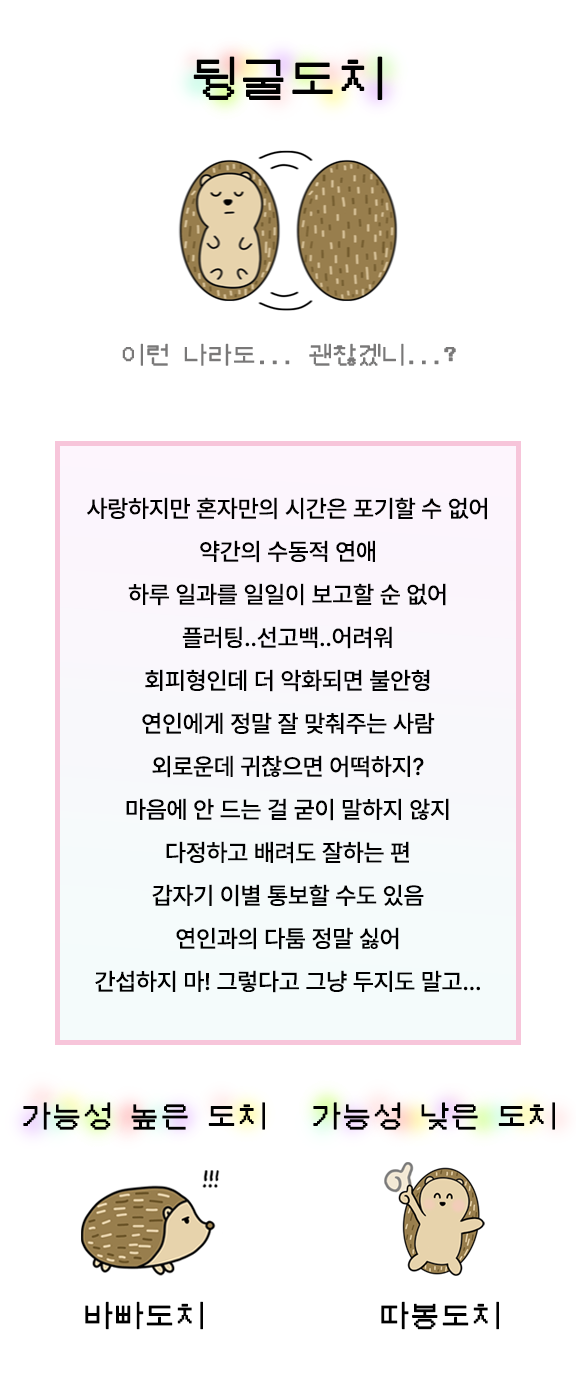 뒹굴도치
이런 나라도... 괜찮겠니...?
사랑하지만 혼자만의 시간은 포기할 수 없어
약간의 수동적 연애
하루 일과를 일일이 보고할 순 없어
플러팅..선고백..어려워
회피형인데 더 악화되면 불안형
연인에게 정말 잘 맞춰주는 사람
외로운데 귀찮으면 어떡하지?
마음에 안 드는 걸 굳이 말하지 않지
다정하고 배려도 잘하는 편
갑자기 이별 통보할 수도 있음
연인과의 다툼 정말 싫어
간섭하지 마! 그렇다고 그냥 두지도 말고...
가능성 높은 도치
가능성 낮은 도치
!!!
바빠도치
따봉도치